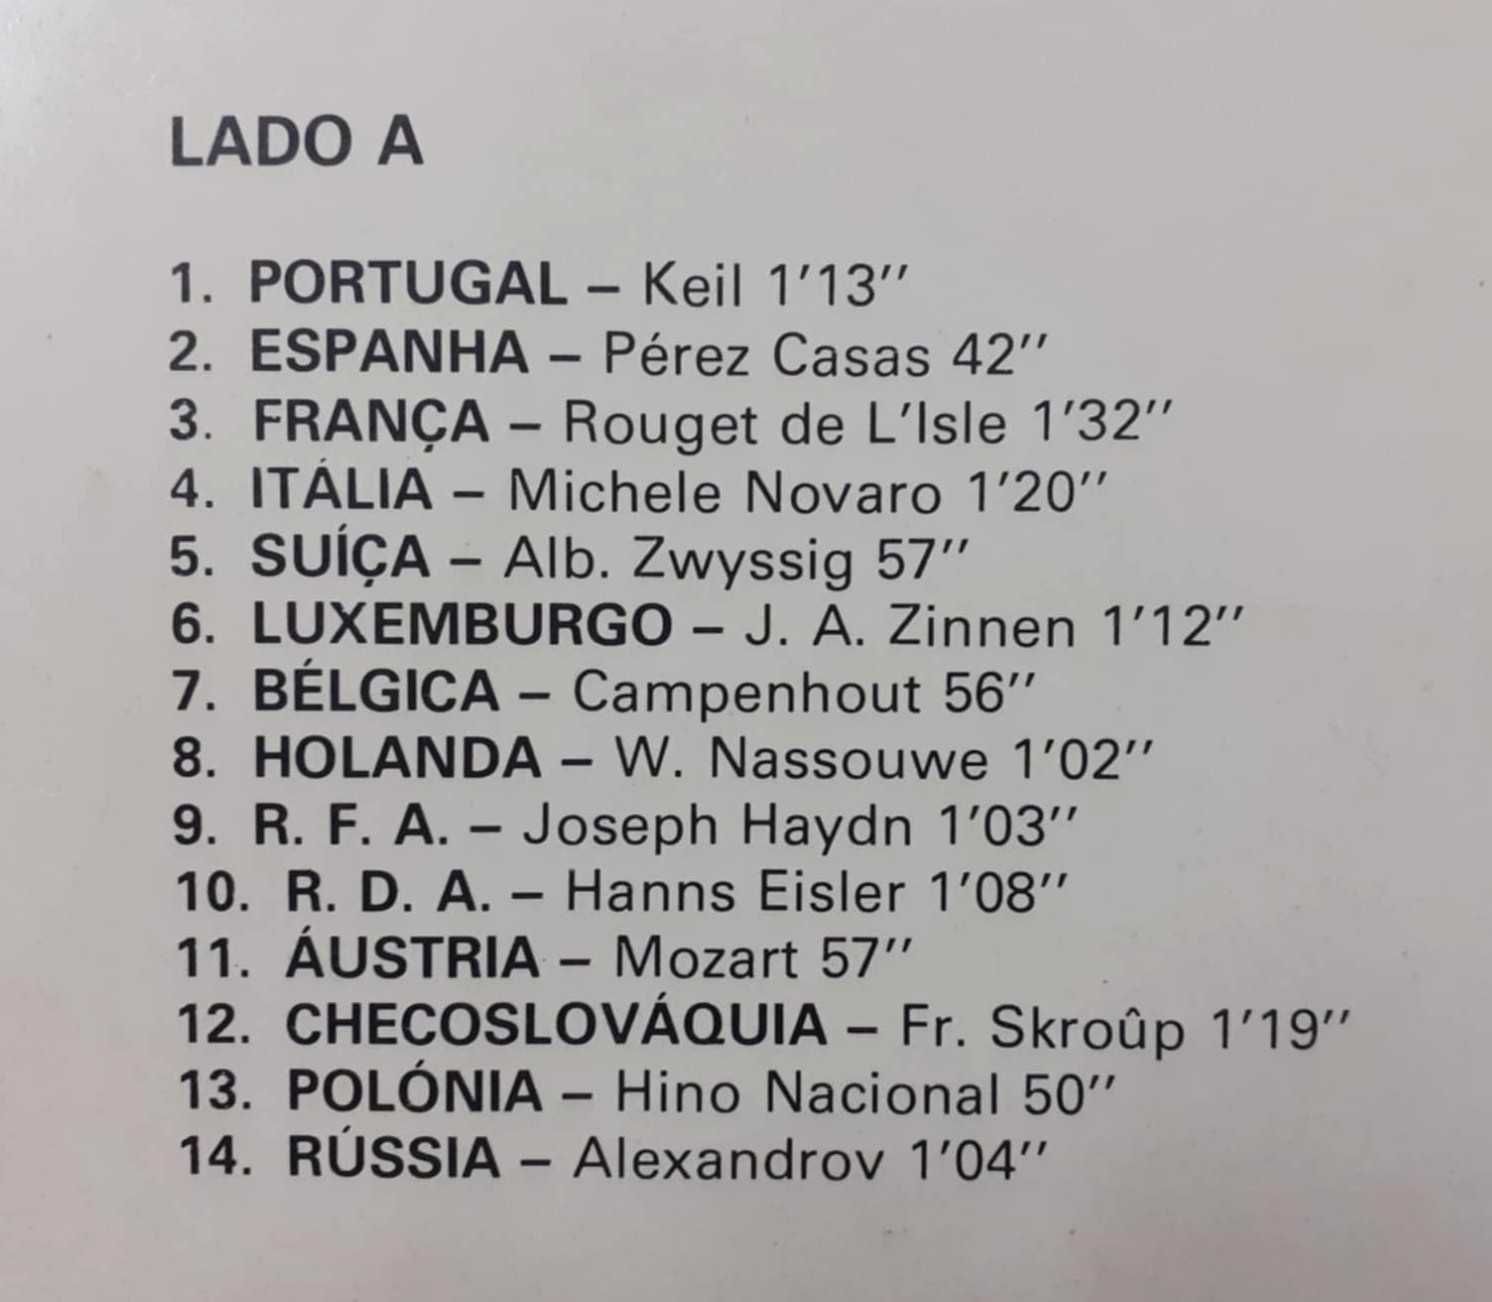 LADO A
1. PORTUGAL – Keil 1'13''
2. ESPANHA – Pérez Casas 42''
3. FRANÇA – Rouget de L'Isle 1'32''
4. ITÁLIA – Michele Novaro 1'20''
5. SUÍÇA – Alb. Zwyssig 57''
6. LUXEMBURGO – J. A. Zinnen 1'12''
7. BÉLGICA – Campenhout 56''
8. HOLANDA – W. Nassouwe 1'02''
9. R. F. A. – Joseph Haydn 1'03''
10. R. D. A. – Hanns Eisler 1'08''
11. ÁUSTRIA – Mozart 57''
12. CHECOSLOVÁQUIA – Fr. Skroûp 1'19''
13. POLÓNIA – Hino Nacional 50''
14. RÚSSIA – Alexandrov 1'04''